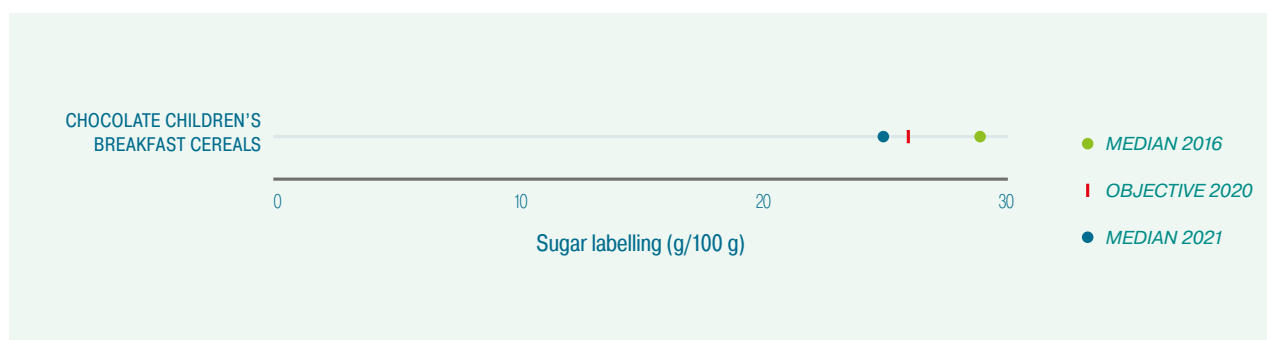 CHOCOLATE CHILDREN'S
BREAKFAST CEREALS
0 10 20 30
Sugar labelling (g/100 g)
MEDIAN 2016
OBJECTIVE 2020
MEDIAN 2021